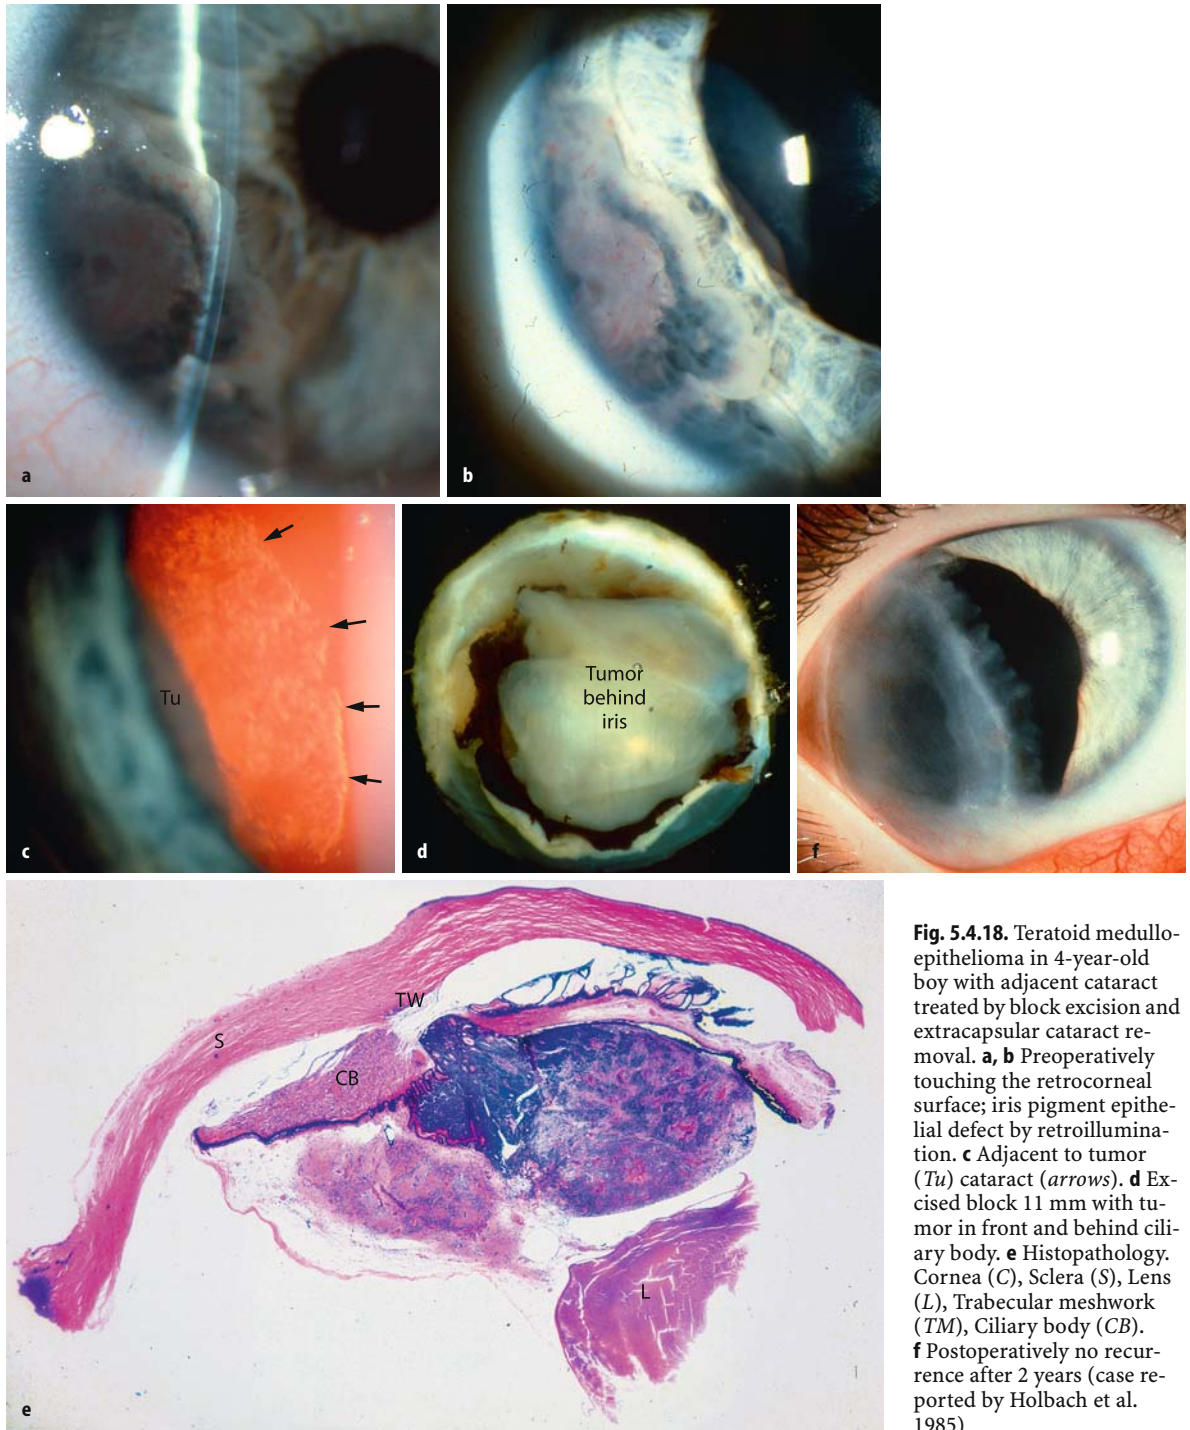 a
b
Tu
c
Tumor
behind
iris
d
f
TW
S
CB
L
e
Fig. 5.4.18. Teratoid medullo-
epithelioma in 4-year-old
boy with adjacent cataract
treated by block excision and
extracapsular cataract re-
moval. a, b Preoperatively
touching the retrocorneal
surface; iris pigment epithe-
lial defect by retroillumina-
tion. c Adjacent to tumor
(Tu) cataract (arrows). d Ex-
cised block 11 mm with tu-
mor in front and behind cili-
ary body. e Histopathology.
Cornea (C), Sclera (S), Lens
(L), Trabecular meshwork
(TM), Ciliary body (CB).
f Postoperatively no recur-
rence after 2 years (case re-
ported by Holbach et al.
1985)